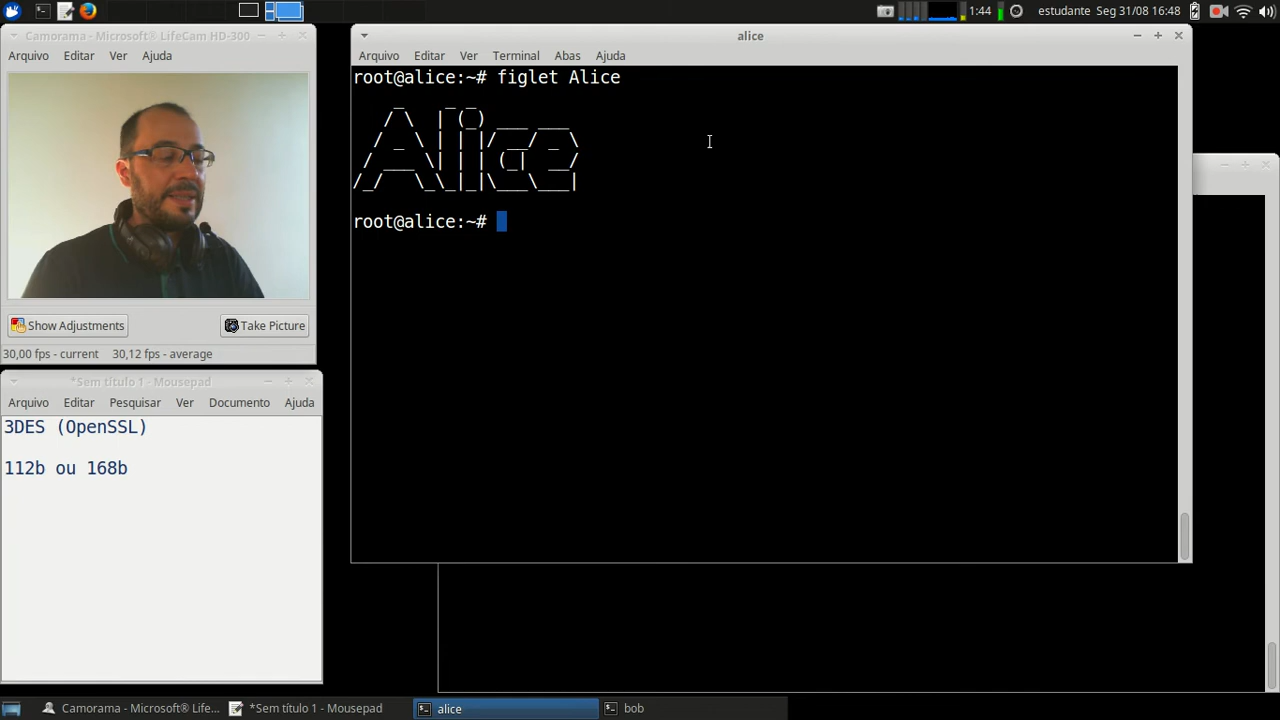 1:44 estudante Seg 31/08 16:48
Camorama - Microsoft® LifeCam HD-300
Arquivo Editar Ver Ajuda
Show Adjustments Take Picture
30,00 fps - current 30,12 fps - average
*Sem título 1 - Mousepad
Arquivo Editar Pesquisar Ver Documento Ajuda
3DES (OpenSSL)
112b ou 168b
alice
Arquivo Editar Ver Terminal Abas Ajuda
root@alice:~# figlet Alice
Alice
root@alice:~#
Camorama - Microsoft® Life... *Sem título 1 - Mousepad alice bob